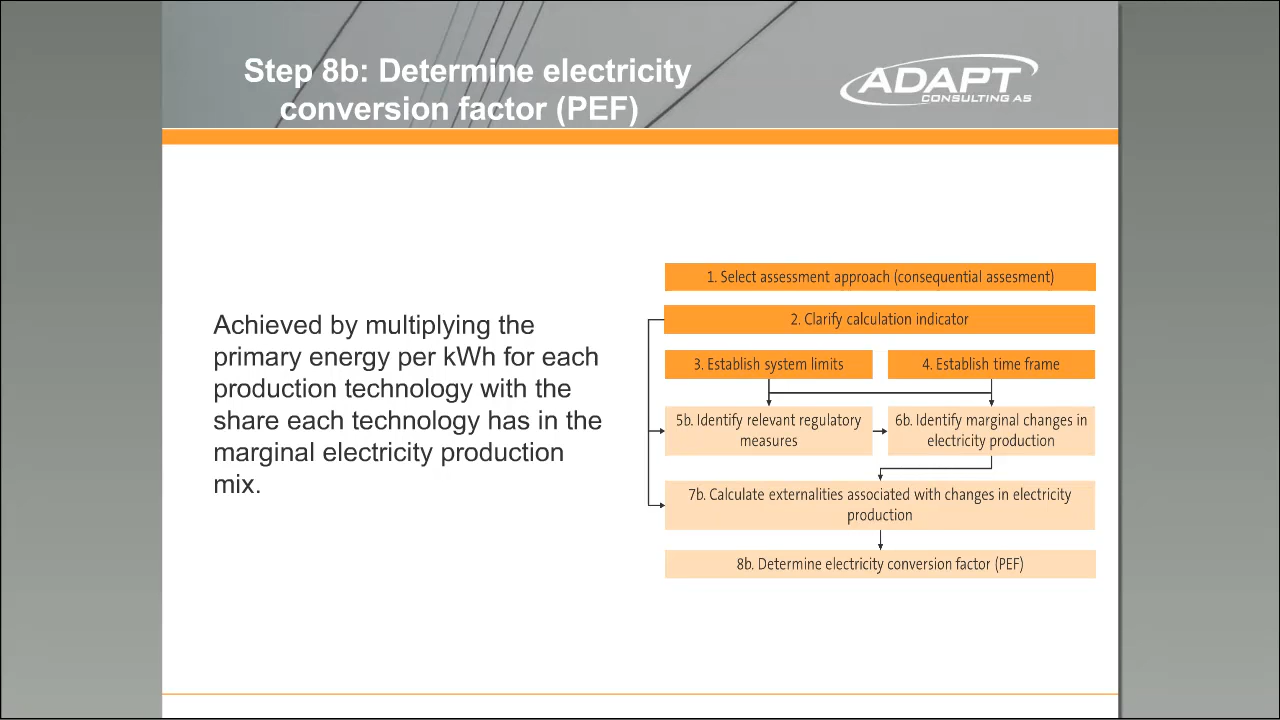 Step 8b: Determine electricity
conversion factor (PEF)
ADAPT
CONSULTING AS
Achieved by multiplying the
primary energy per kWh for each
production technology with the
share each technology has in the
marginal electricity production
mix.
1. Select assessment approach (consequential assesment)
2. Clarify calculation indicator
3. Establish system limits
4. Establish time frame
5b. Identify relevant regulatory
measures
6b. Identify marginal changes in
electricity production
7b. Calculate externalities associated with changes in electricity
production
8b. Determine electricity conversion factor (PEF)